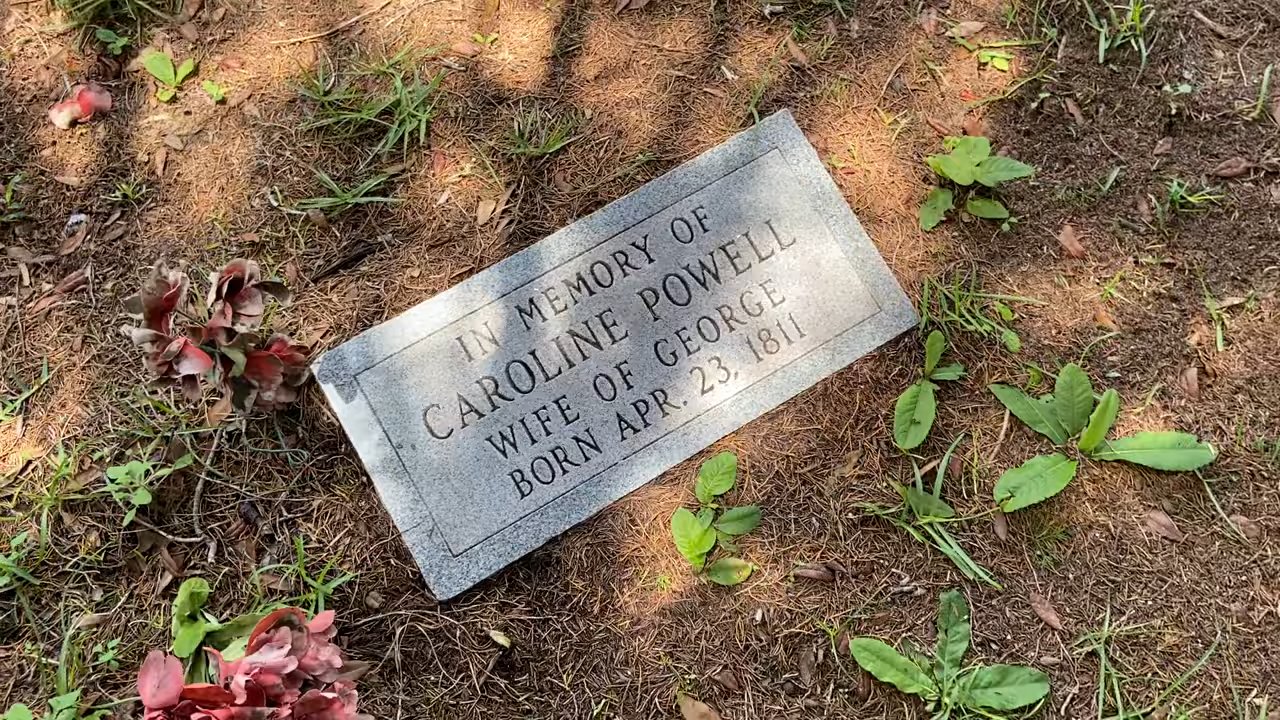 IN MEMORY OF
CAROLINE POWELL
WIFE OF GEORGE
BORN APR. 23, 1811